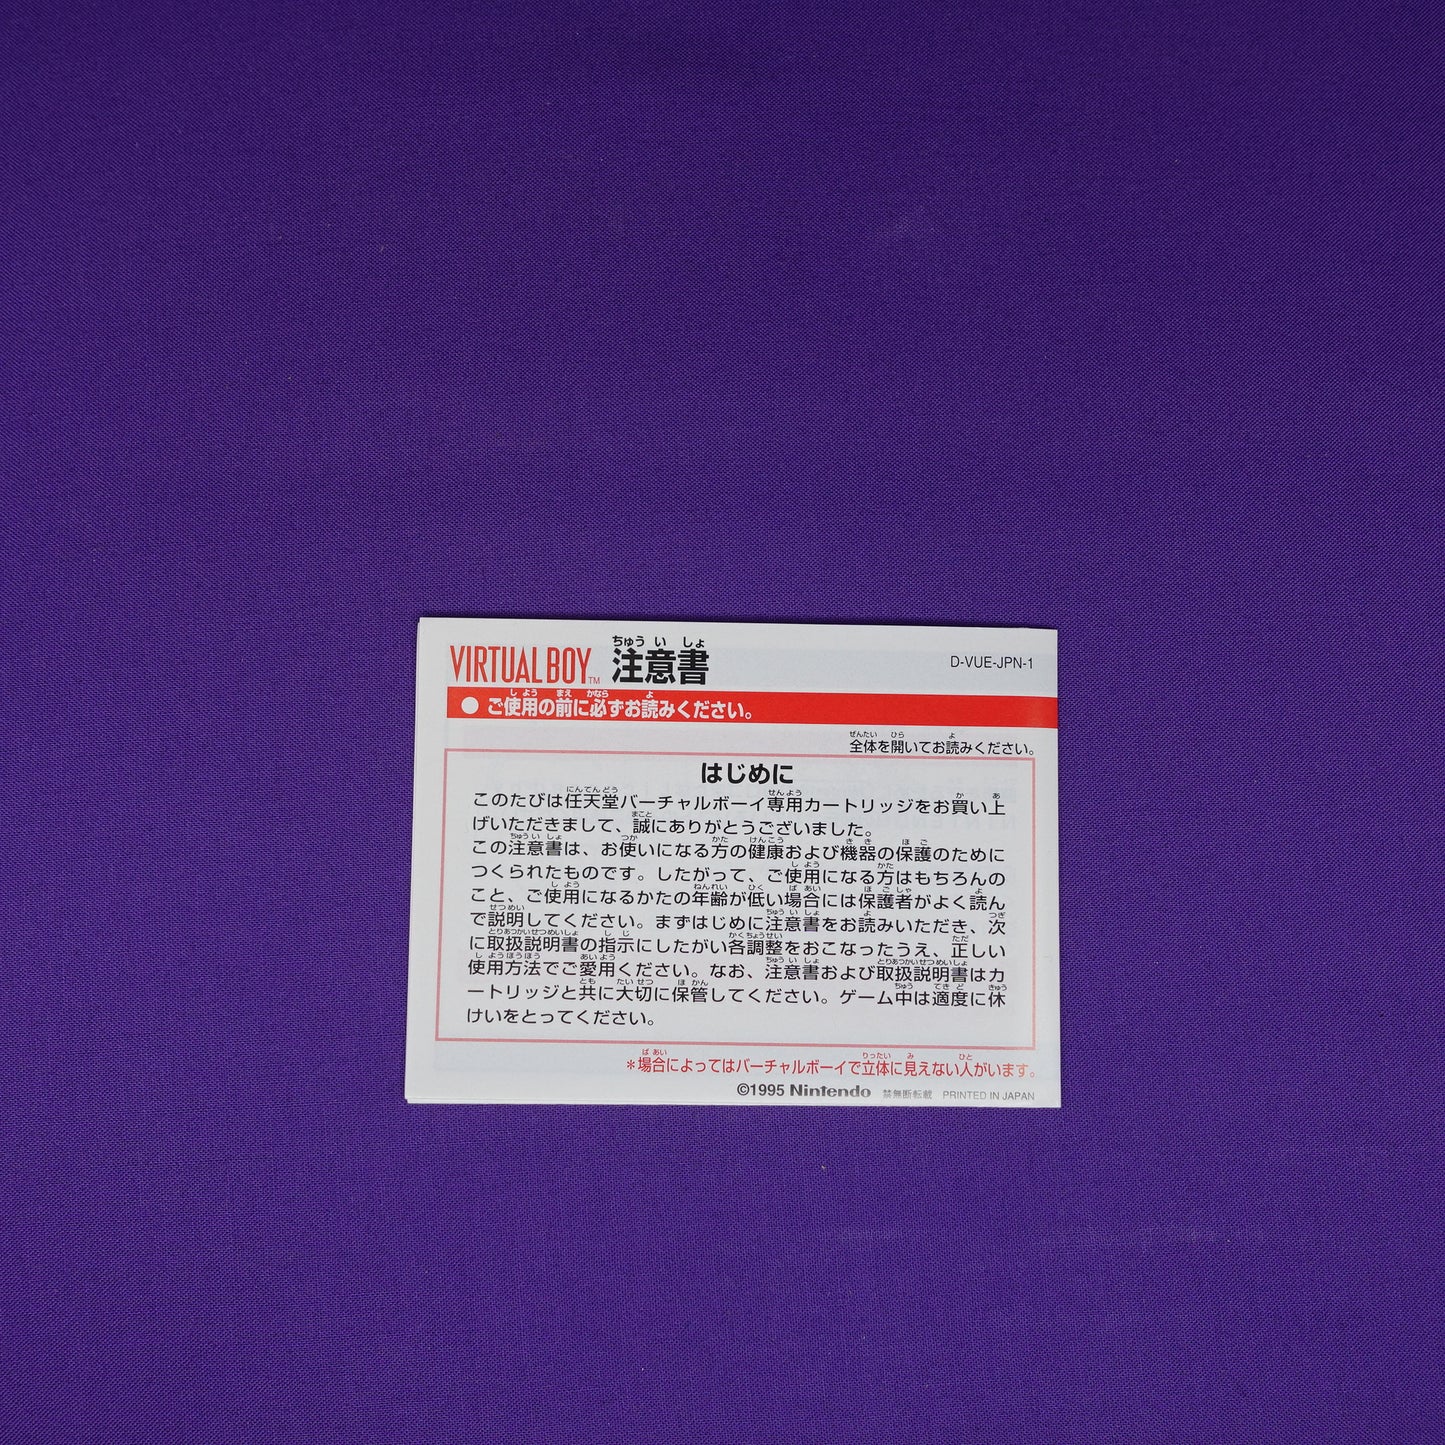 VIRTUAL BOY™ 注意書 D-VUE-JPN-1
●ご使用の前に必ずお読みください。
全体を開いてお読みください。
はじめに
このたびは任天堂バーチャルボーイ専用カートリッジをお買い上
げいただきまして、誠にありがとうございました。
この注意書は、お使いになる方の健康および機器の保護のために
つくられたものです。したがって、ご使用になる方はもちろんの
こと、ご使用になるかたの年齢が低い場合には保護者がよく読ん
で説明してください。まずはじめに注意書をお読みいただき、次
に取扱説明書の指示にしたがい各調整をおこなったうえ、正しい
使用方法でご愛用ください。なお、注意書および取扱説明書はカ
ートリッジと共に大切に保管してください。ゲーム中は適度に休
けいをとってください。
＊場合によってはバーチャルボーイで立体に見えない人がいます。
©1995 Nintendo 禁無断転載 PRINTED IN JAPAN